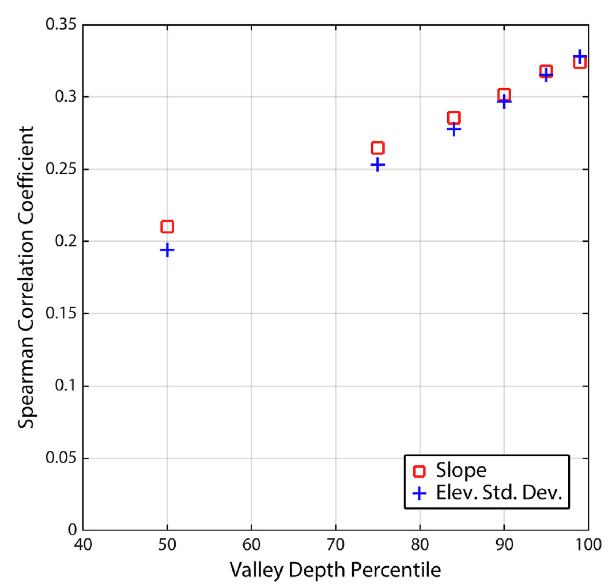 0.35
0.3
0.25
0.2
0.15
0.1
0.05
0
Spearman Correlation Coefficient
Slope
Elev. Std. Dev.
40 50 60 70 80 90 100
Valley Depth Percentile